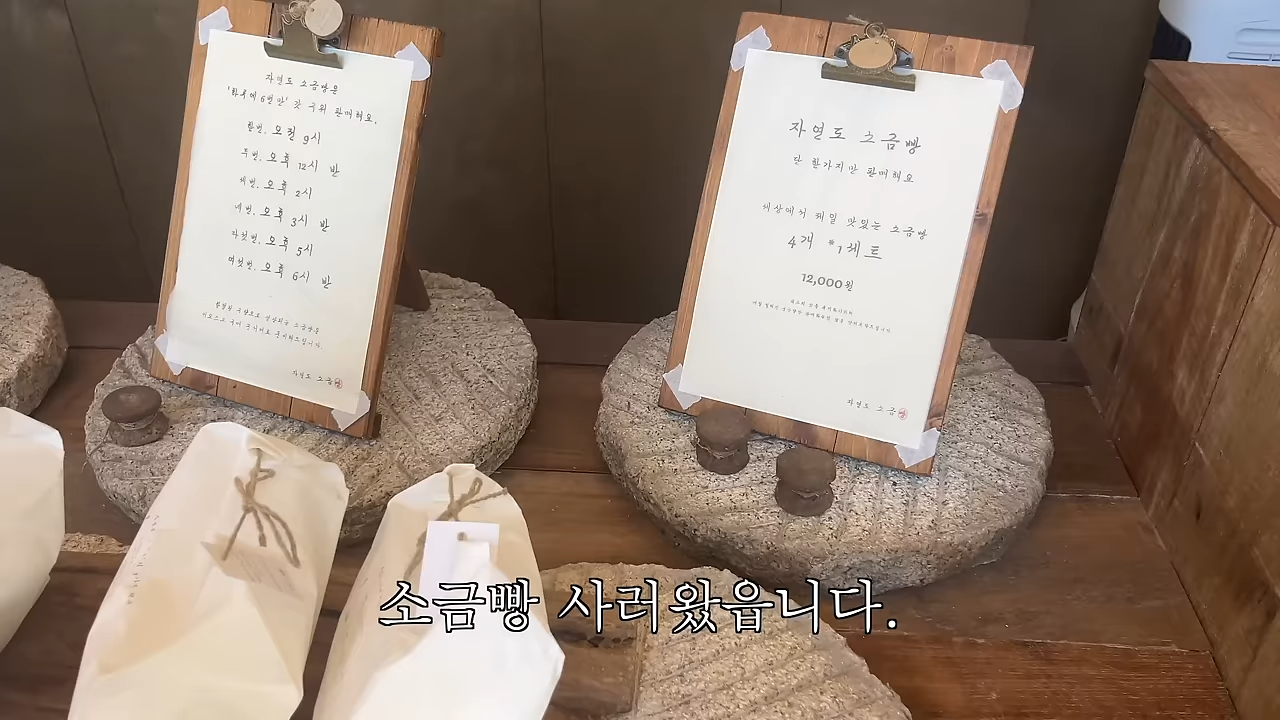 자연도 소금빵은
'하루에 6번만' 갓 구워 판매해요.
한번. 오전 9시
두번. 오후 12시 반
세번. 오후 2시
네번. 오후 3시 반
다섯번. 오후 5시
여섯번. 오후 6시 반
자연도 소금빵
자연도 소금빵
단 한가지만 판매해요
세상에서 제일 맛있는 소금빵
4개 #1세트
12,000원
자연도 소금빵
소금빵 사러왔읍니다.